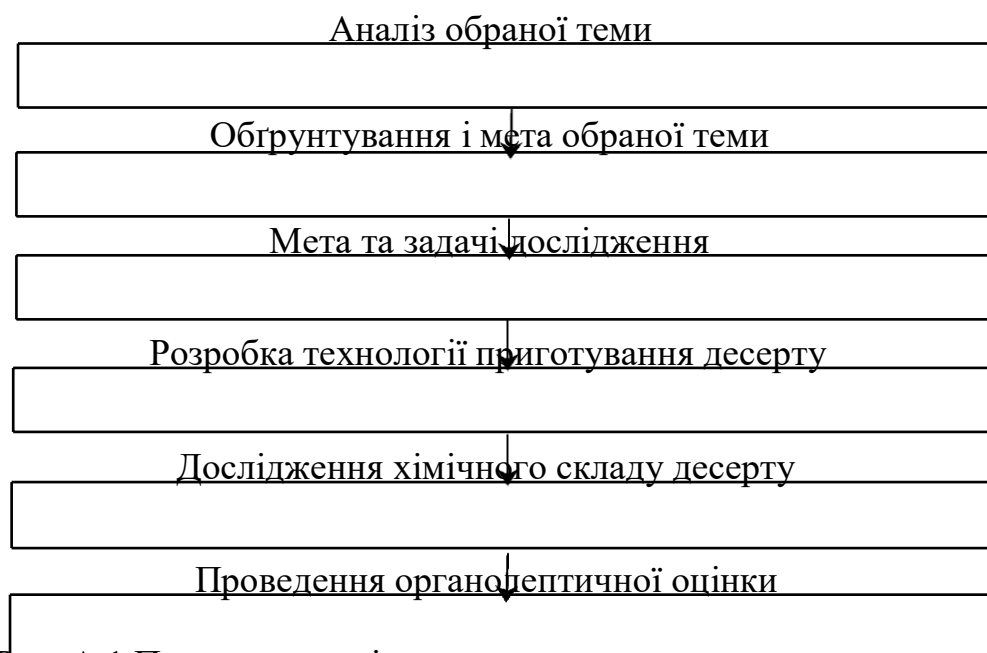 Аналіз обраної теми
Обґрунтування і мета обраної теми
Мета та задачі дослідження
Розробка технології приготування десерту
Дослідження хімічного складу десерту
Проведення органолептичної оцінки